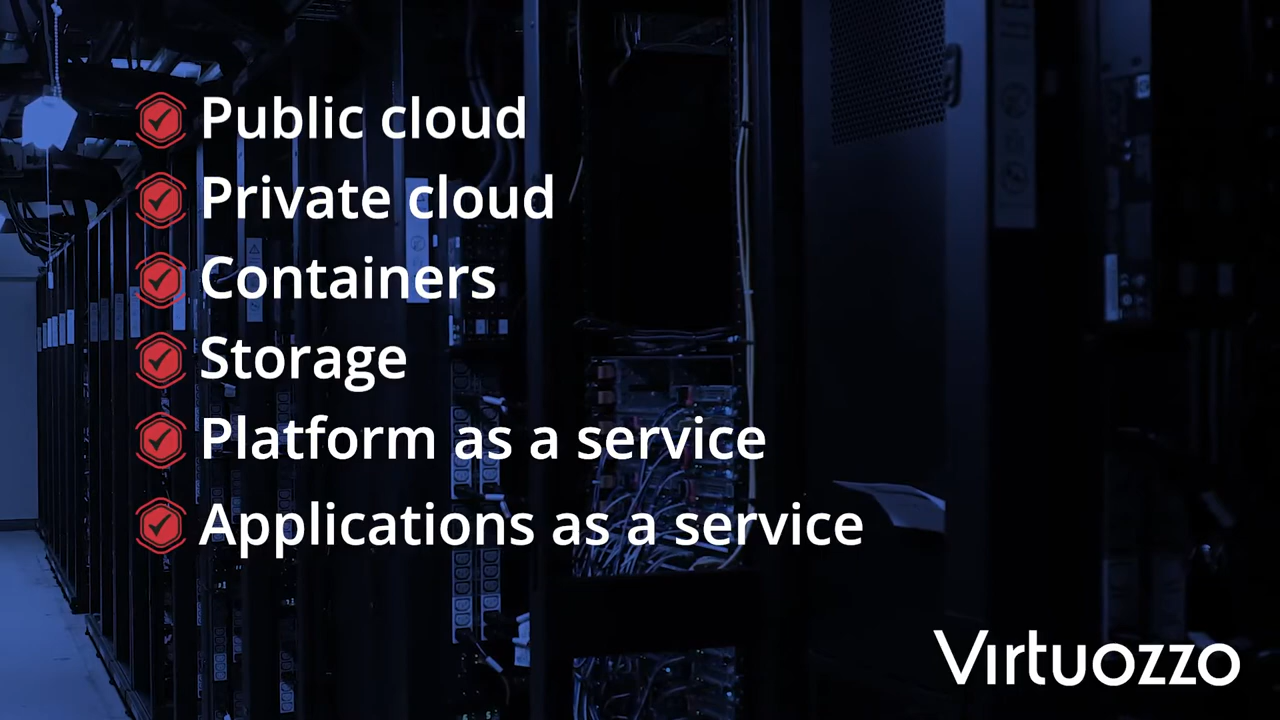 Public cloud
Private cloud
Containers
Storage
Platform as a service
Applications as a service
Virtuozzo